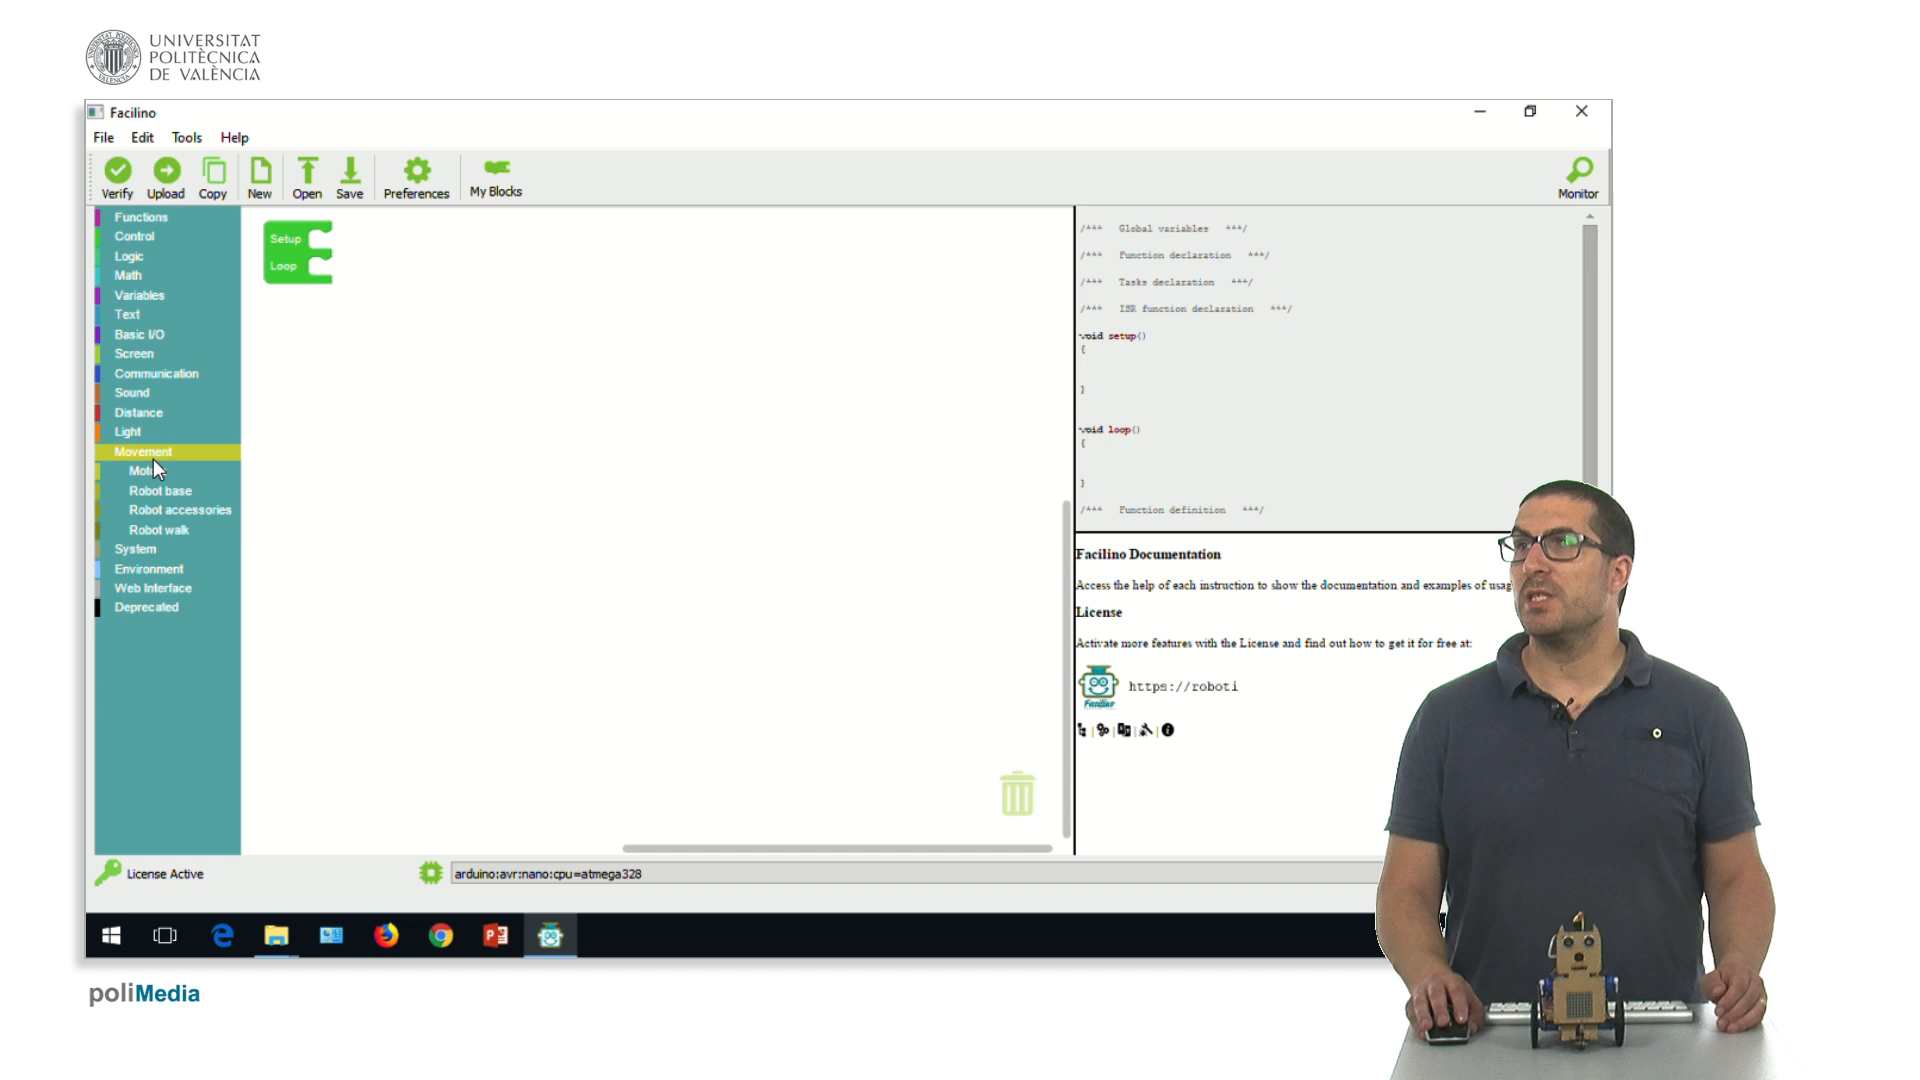 UNIVERSITAT
POLITÈCNICA
DE VALÈNCIA
Facilino
File Edit Tools Help
Verify Upload Copy New Open Save Preferences My Blocks Monitor
Functions
Control
Logic
Math
Variables
Text
Basic I/O
Screen
Communication
Sound
Distance
Light
Movement
Robot base
Robot accessories
Robot walk
System
Environment
Web Interface
Deprecated
Setup
Loop
/*** Global variables ***/
/*** Function declaration ***/
/*** Tasks declaration ***/
/*** ISR function declaration ***/
void setup()
{
}
void loop()
{
}
/*** Function definition ***/
Facilino Documentation
Access the help of each instruction to show the documentation and examples of usag
License
Activate more features with the License and find out how to get it for free at:
Facilino
https://roboti
License Active
arduino:avr:nano:cpu=atmega328
poliMedia